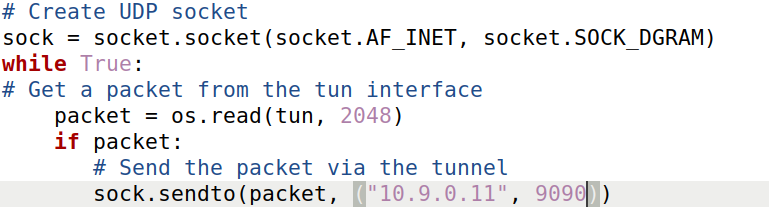 # Create UDP socket
sock = socket.socket(socket.AF_INET, socket.SOCK_DGRAM)
while True:
# Get a packet from the tun interface
    packet = os.read(tun, 2048)
    if packet:
       # Send the packet via the tunnel
       sock.sendto(packet, ("10.9.0.11", 9090))